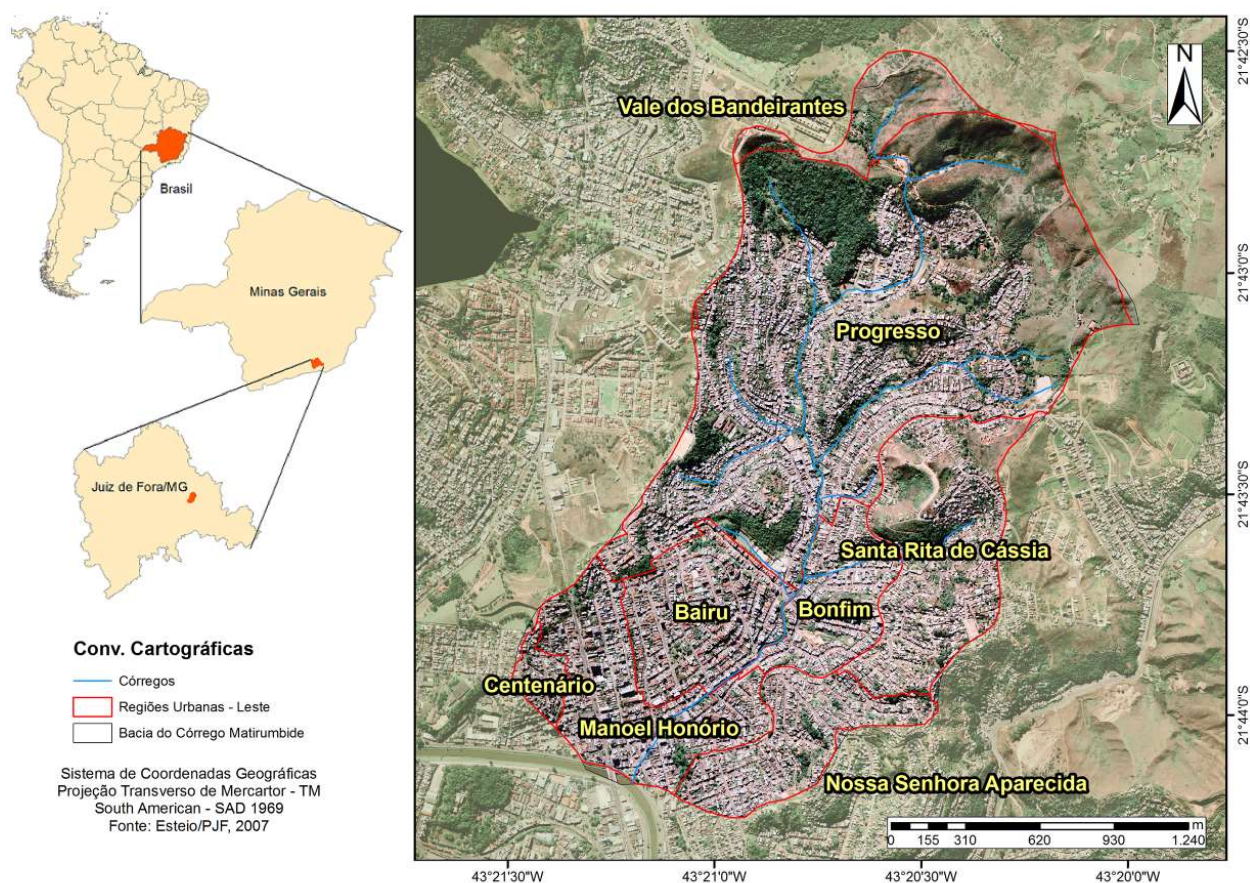 Brasil
Minas Gerais
Juiz de Fora/MG
Conv. Cartográficas
Córregos
Regiões Urbanas - Leste
Bacia do Córrego Matirumbide
Sistema de Coordenadas Geográficas
Projeção Transverso de Mercartor - TM
South American - SAD 1969
Fonte: Esteio/PJF, 2007
N
Vale dos Bandeirantes
Progresso
Santa Rita de Cássia
Bairu
Bonfim
Centenário
Manoel Honório
Nossa Senhora Aparecida
m
0 155 310 620 930 1.240
21°42'30"S
21°43'0"S
21°43'30"S
21°44'0"S
43°21'30"W 43°21'0"W 43°20'30"W 43°20'0"W